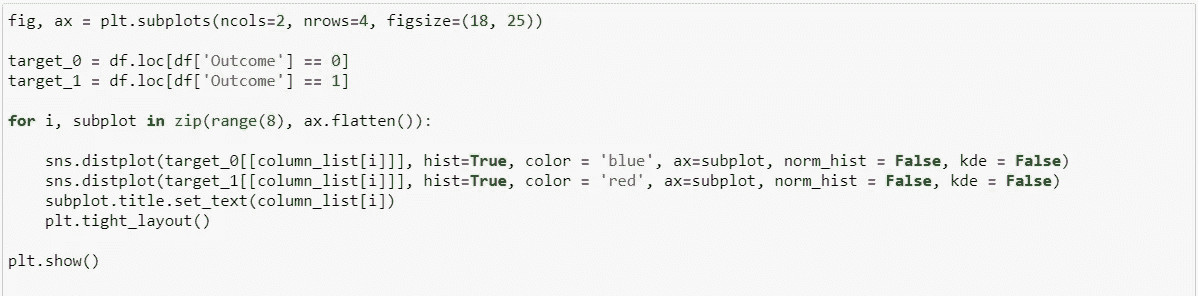 fig, ax = plt.subplots(ncols=2, nrows=4, figsize=(18, 25))
target_0 = df.loc[df['Outcome'] == 0]
target_1 = df.loc[df['Outcome'] == 1]
for i, subplot in zip(range(8), ax.flatten()):
    sns.distplot(target_0[[column_list[i]]], hist=True, color = 'blue', ax=subplot, norm_hist = False, kde = False)
    sns.distplot(target_1[[column_list[i]]], hist=True, color = 'red', ax=subplot, norm_hist = False, kde = False)
    subplot.title.set_text(column_list[i])
    plt.tight_layout()
plt.show()